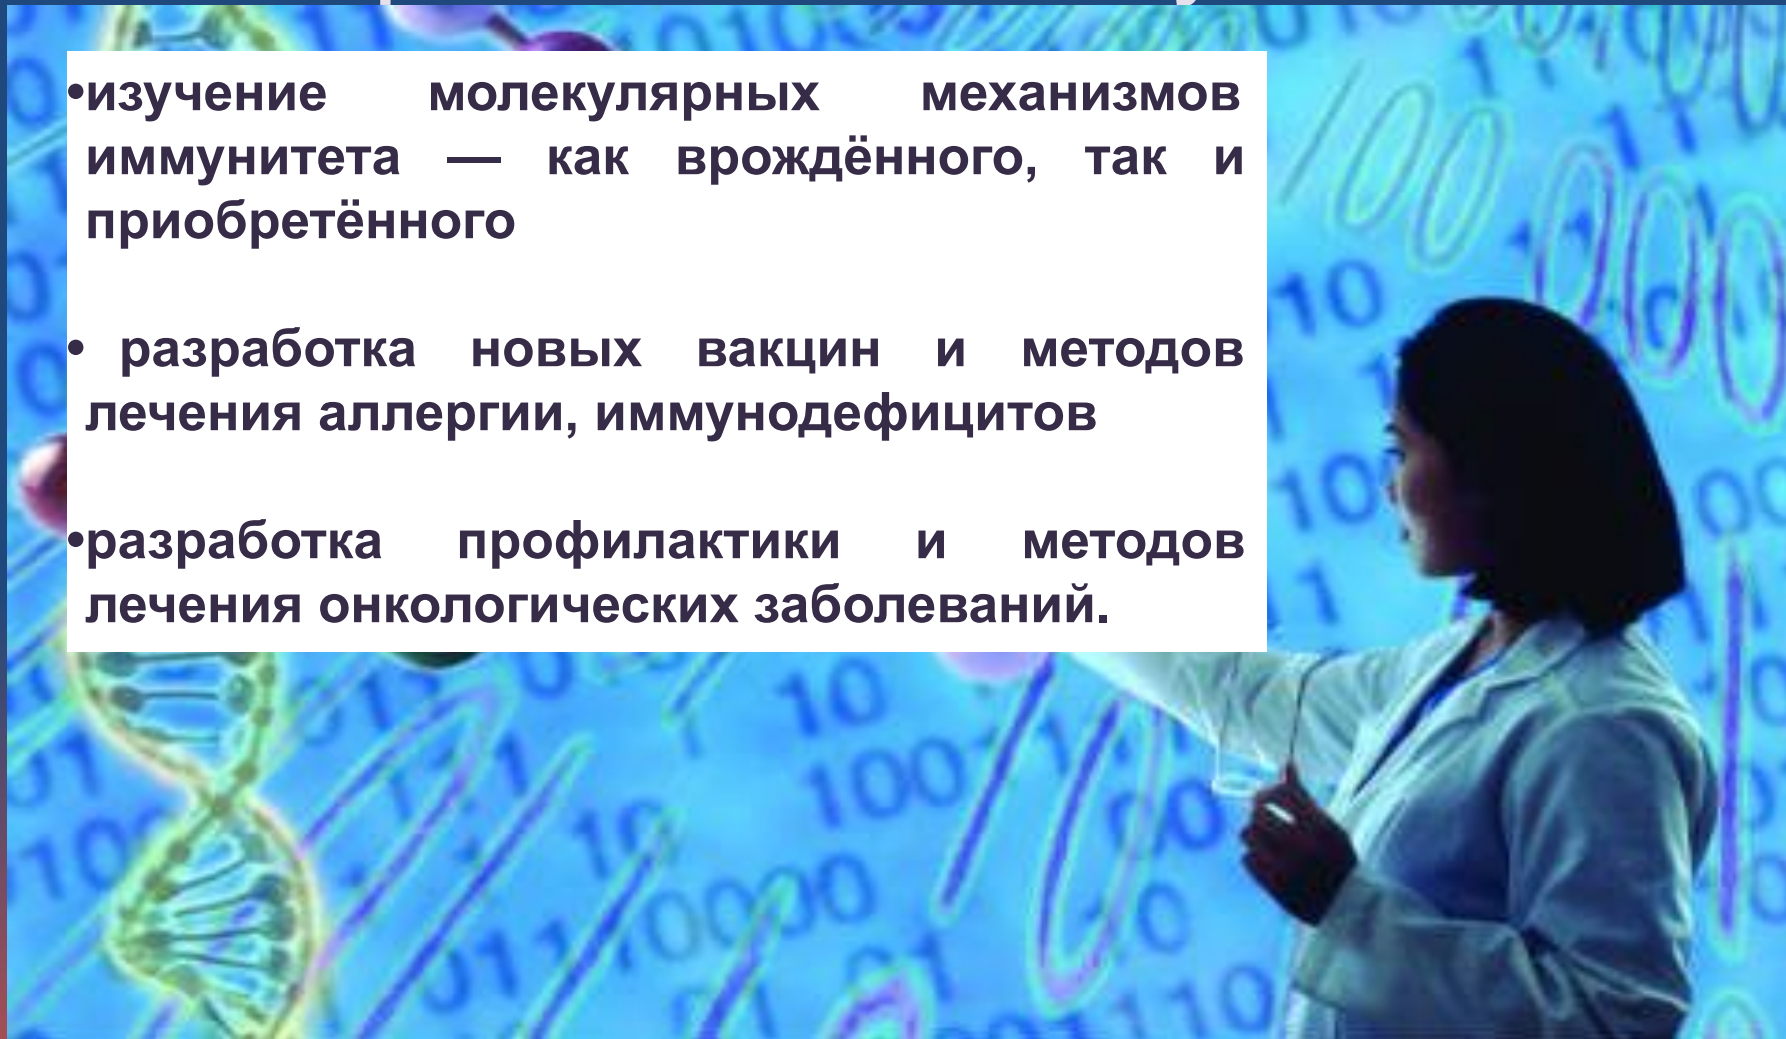 •изучение молекулярных механизмов
иммунитета — как врождённого, так и
приобретённого
• разработка новых вакцин и методов
лечения аллергии, иммунодефицитов
•разработка профилактики и методов
лечения онкологических заболеваний.